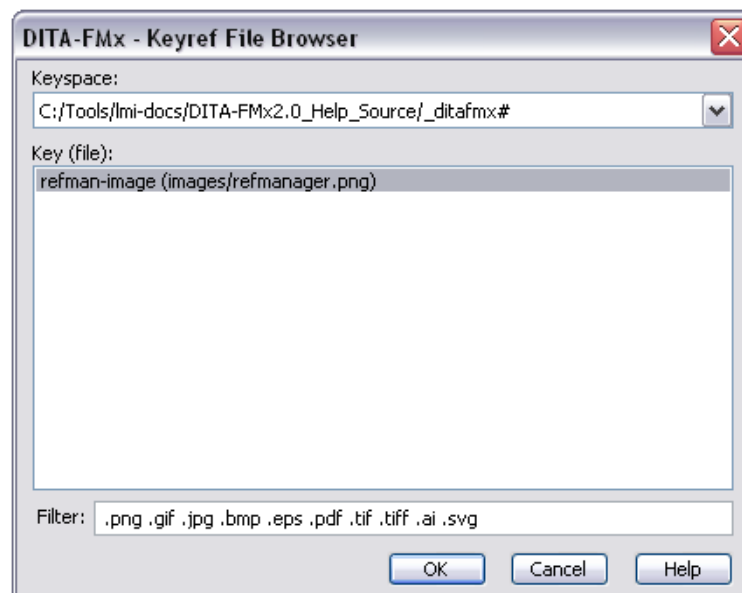 DITA-FMx - Keyref File Browser
Keyspace:
C:/Tools/lmi-docs/DITA-FMx2.0_Help_Source/_ditafmx#
Key (file):
refman-image (images/refmanager.png)
Filter: .png .gif .jpg .bmp .eps .pdf .tif .tiff .ai .svg
OK Cancel Help